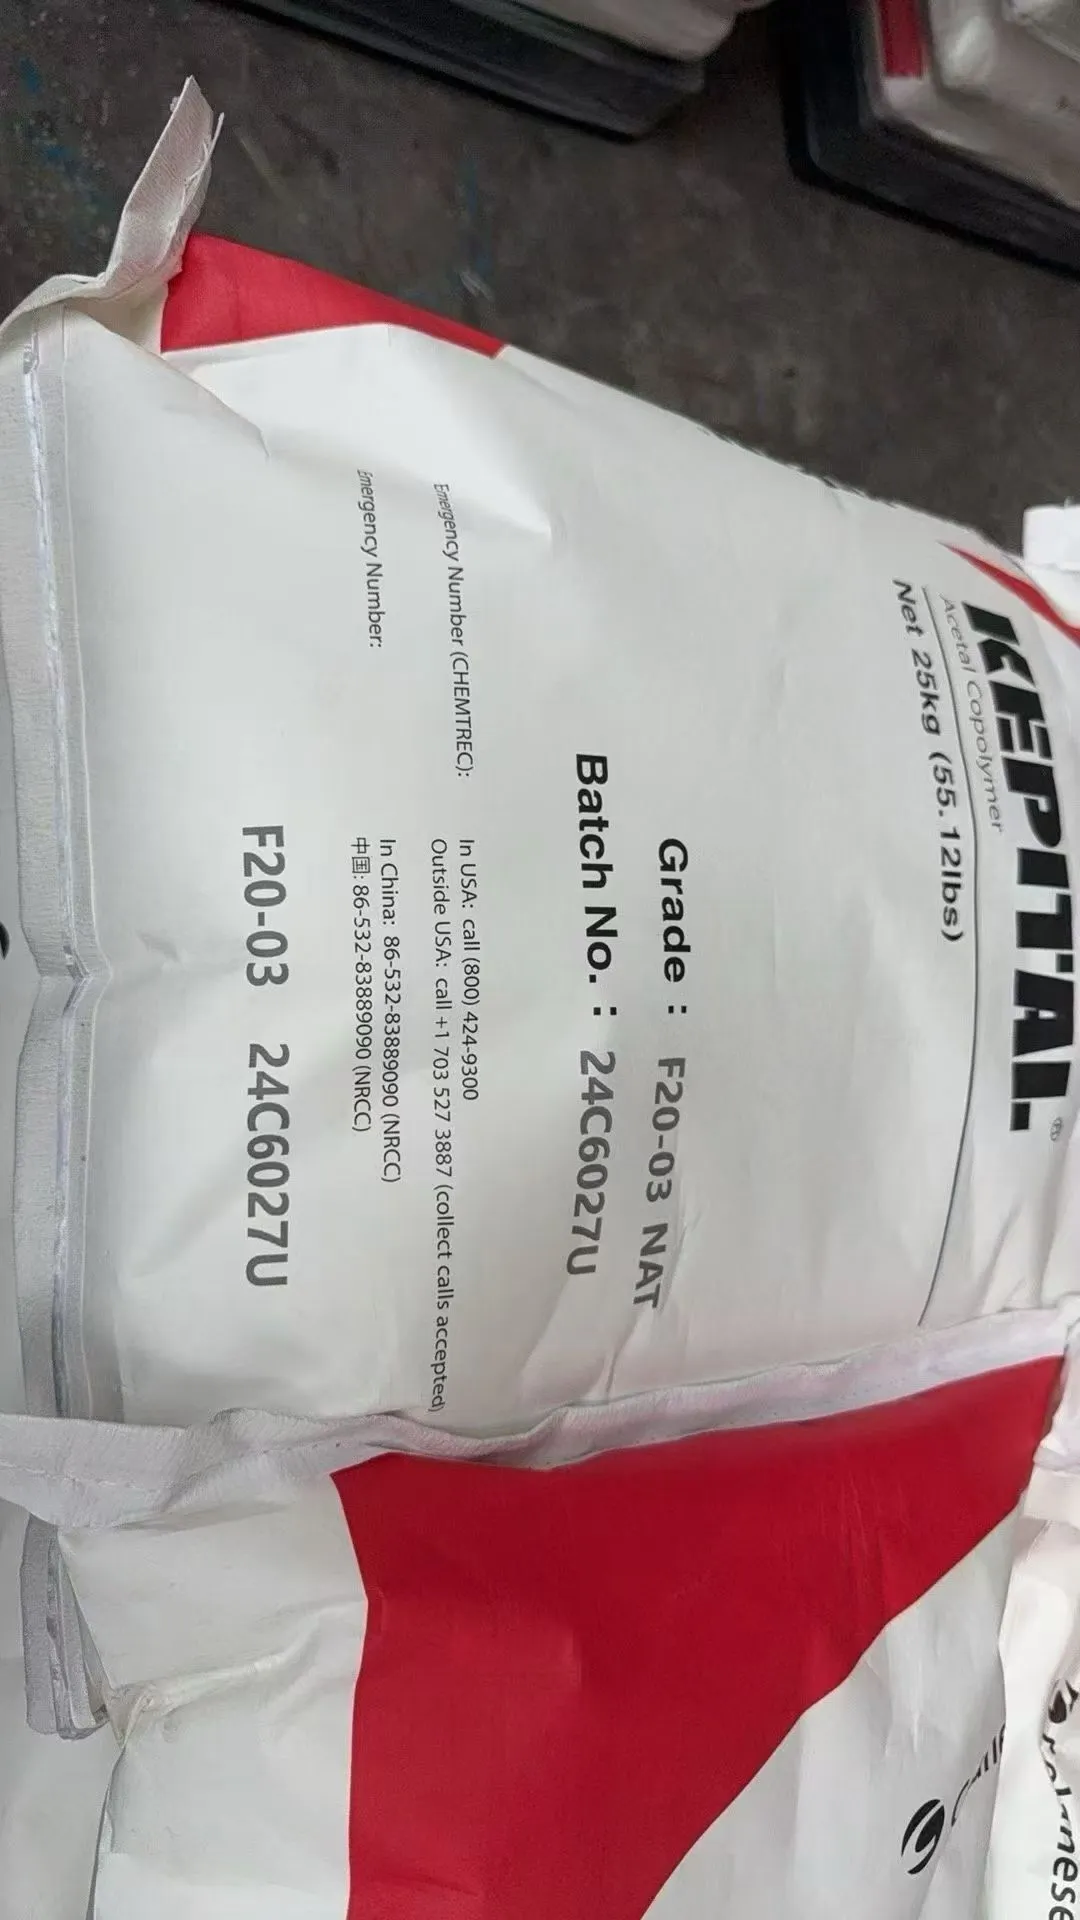 KEPITAL®
Acetal Copolymer
Net 25kg (55.12lbs)
Grade : F20-03 NAT
Batch No. : 24C6027U
Emergency Number (CHEMTREC): In USA: call (800) 424-9300
Outside USA: call +1 703 527 3887 (collect calls accepted)
Emergency Number: In China: 86-532-83889090 (NRCC)
中国: 86-532-83889090 (NRCC)
F20-03 24C6027U